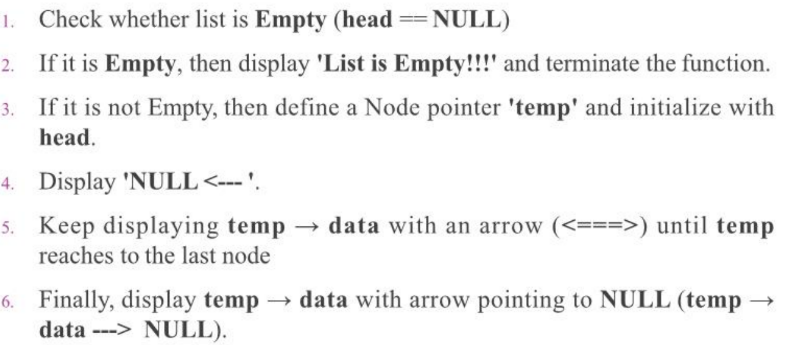 1. Check whether list is Empty (head == NULL)
2. If it is Empty, then display 'List is Empty!!!' and terminate the function.
3. If it is not Empty, then define a Node pointer 'temp' and initialize with
head.
4. Display 'NULL <--- '.
5. Keep displaying temp → data with an arrow (<===>) until temp
reaches to the last node
6. Finally, display temp → data with arrow pointing to NULL (temp →
data ---> NULL).